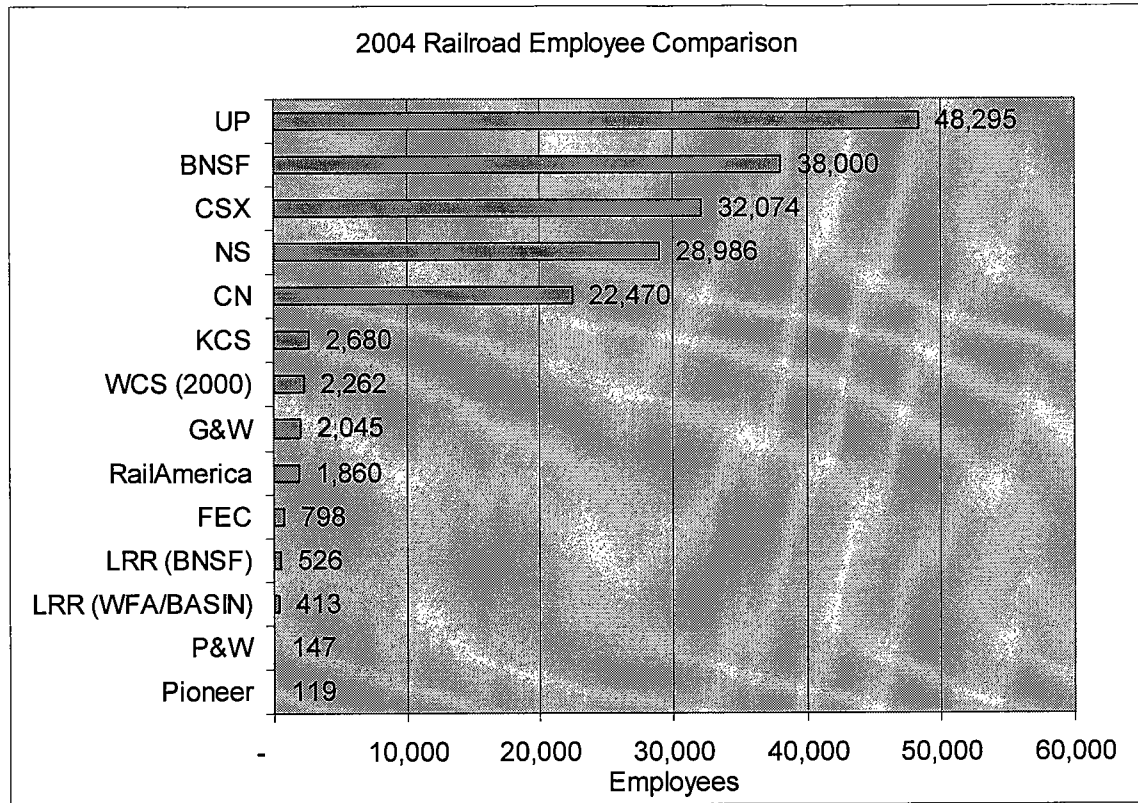 2004 Railroad Employee Comparison
UP 48,295
BNSF 38,000
CSX 32,074
NS 28,986
CN 22,470
KCS 2,680
WCS (2000) 2,262
G&W 2,045
RailAmerica 1,860
FEC 798
LRR (BNSF) 526
LRR (WFA/BASIN) 413
P&W 147
Pioneer 119
- 10,000 20,000 30,000 40,000 50,000 60,000
Employees